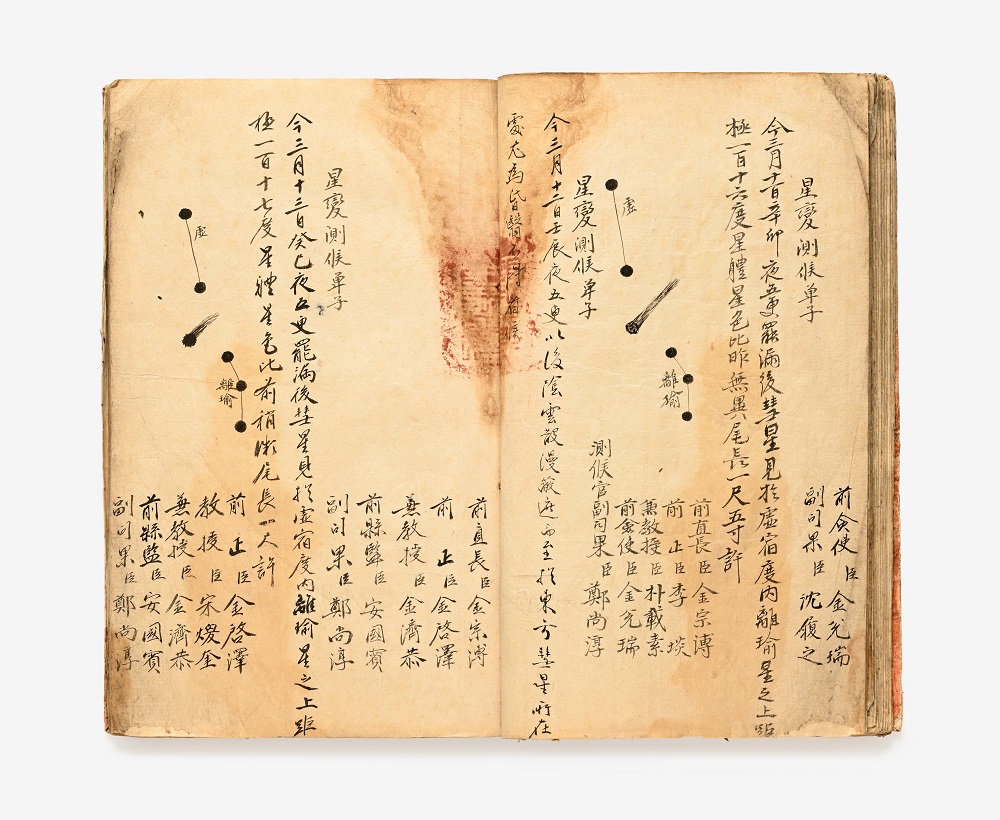 前僉使臣金兌瑞
副司果臣沈鍑之
星變測候單子
今三月十一日辛卯夜五更罷漏後彗星見於虛宿度內離瑜星之上距
極一百十六度星體星色比昨無異尾長一尺五寸許
虛
離瑜
前直長臣金宗溥
前正臣李琰
兼教授臣朴載素
前僉使臣金兌瑞
測候官副司果臣鄭尚淳
星變測候單子
今三月十二日壬辰夜五更以後陰雲散漫蔽遮而至於東方彗星所在
處尤為昏翳不得看候
前直長臣金宗溥
前正臣金啓澤
兼教授臣金濟恭
前縣監臣安國賓
副司果臣鄭尚淳
星變測候單子
今三月十三日癸巳夜五更罷漏後彗星見於虛宿度內離瑜星之上距
極一百十七度星體星色比前稍微尾長一尺許
虛
離瑜
前正臣金啓澤
教授臣宋煖金
兼教授臣金濟恭
前縣監臣安國賓
副司果臣鄭尚淳